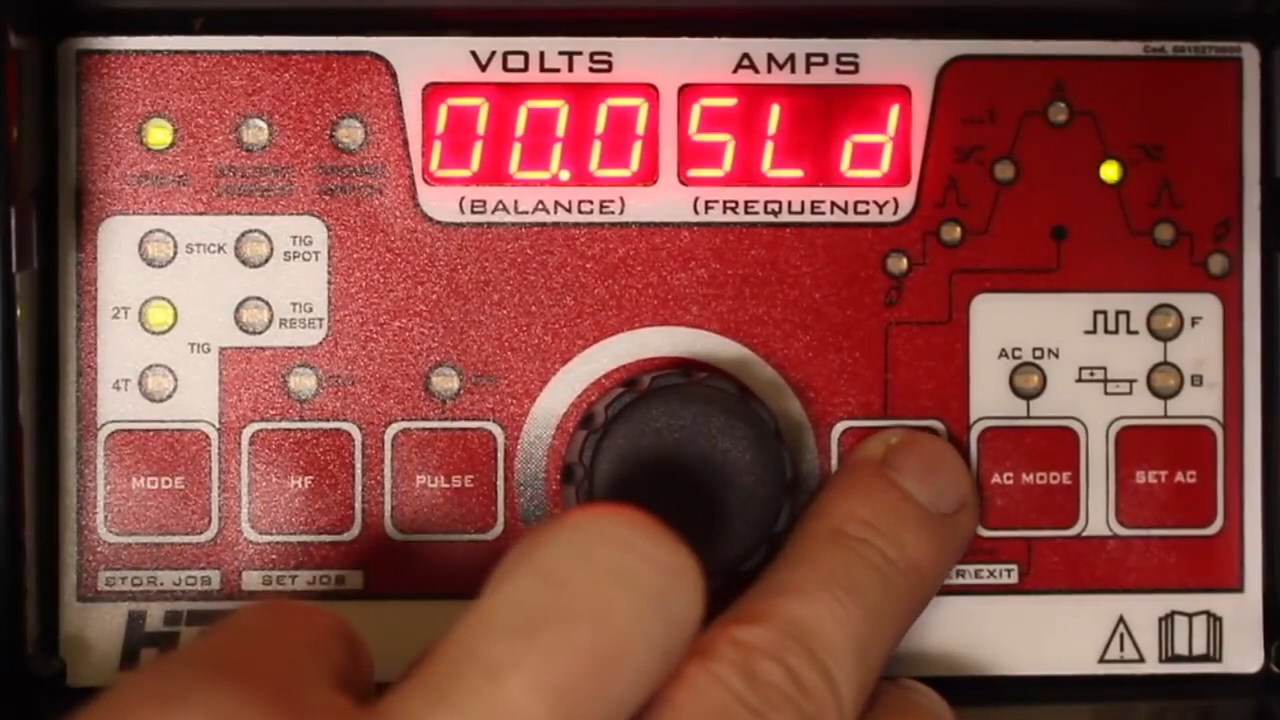 VOLTS
AMPS
00.0
SLd
(BALANCE)
(FREQUENCY)
STICK
TIG
SPOT
2T
TIG
RESET
TIG
4T
F
AC ON
B
MODE
HF
PULSE
AC MODE
SET AC
STOR. JOB
SET JOB
R\EXIT